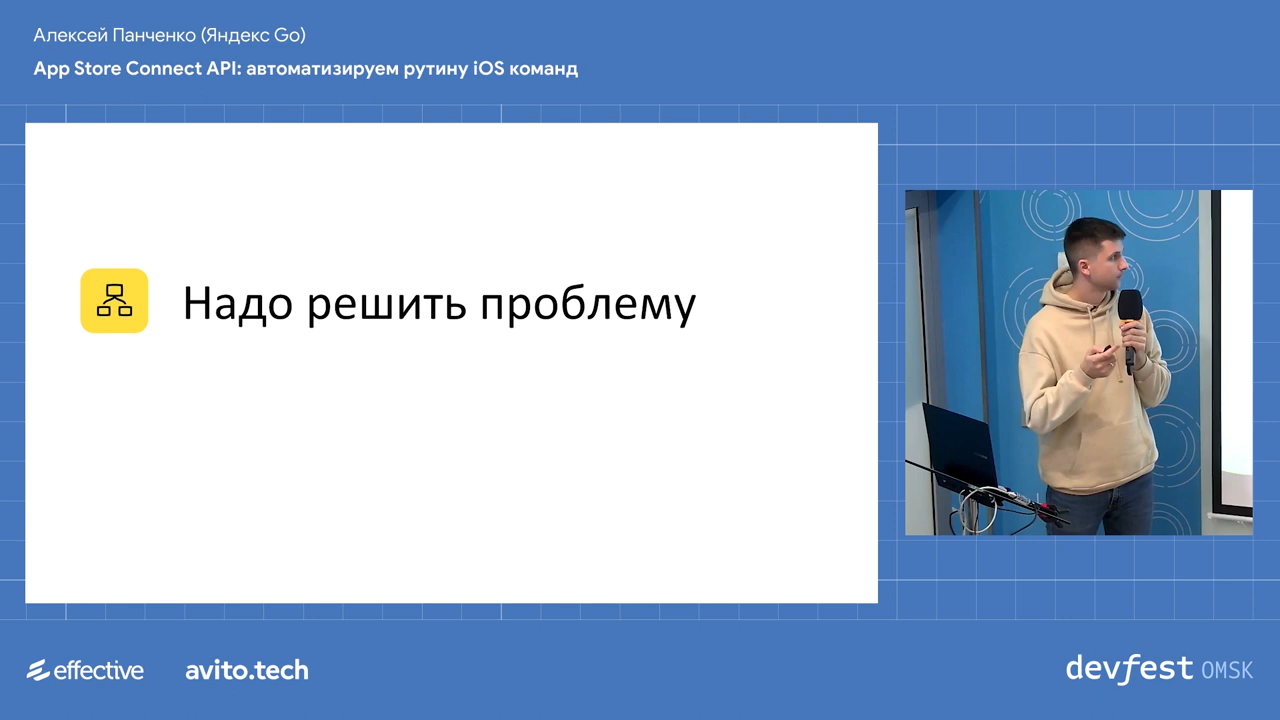 Алексей Панченко (Яндекс Go)
App Store Connect API: автоматизируем рутину iOS команд
Надо решить проблему
effective
avito.tech
devfest OMSK